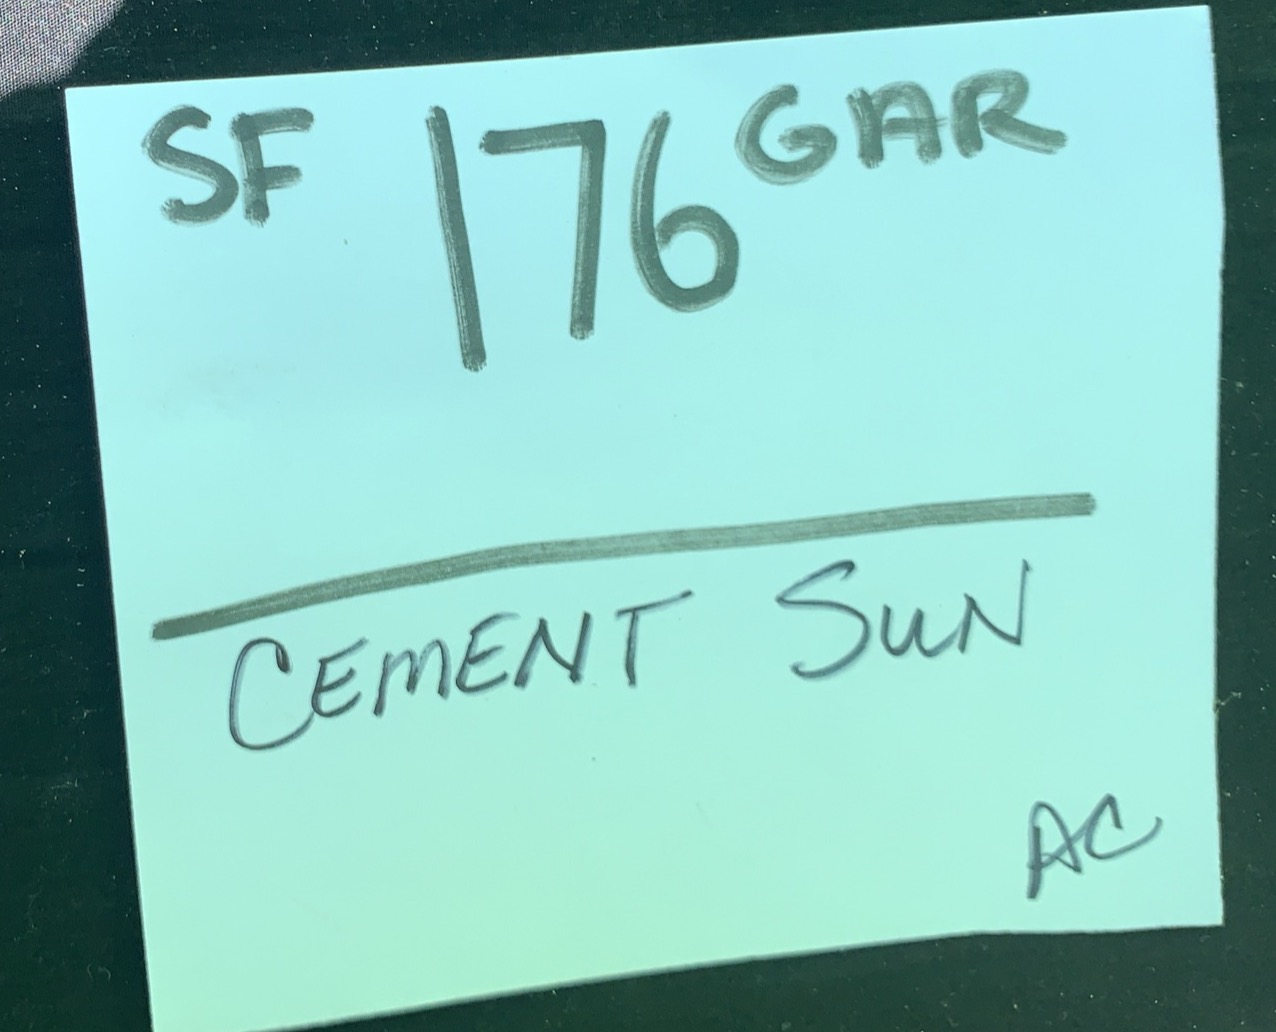 SF 176 GAR
CEMENT SUN
AC